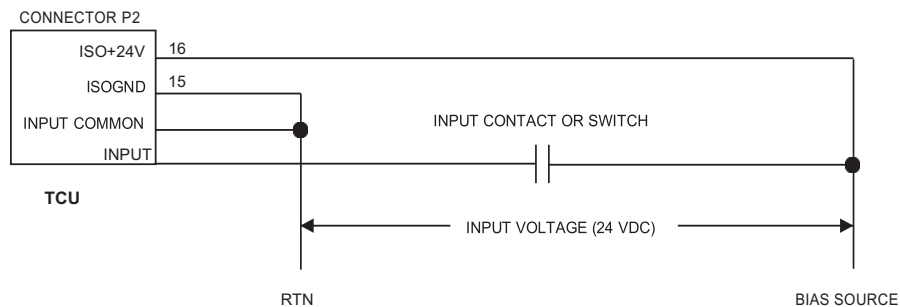 CONNECTOR P2
ISO+24V 16
ISOGND 15
INPUT COMMON
INPUT
INPUT CONTACT OR SWITCH
TCU
INPUT VOLTAGE (24 VDC)
RTN BIAS SOURCE